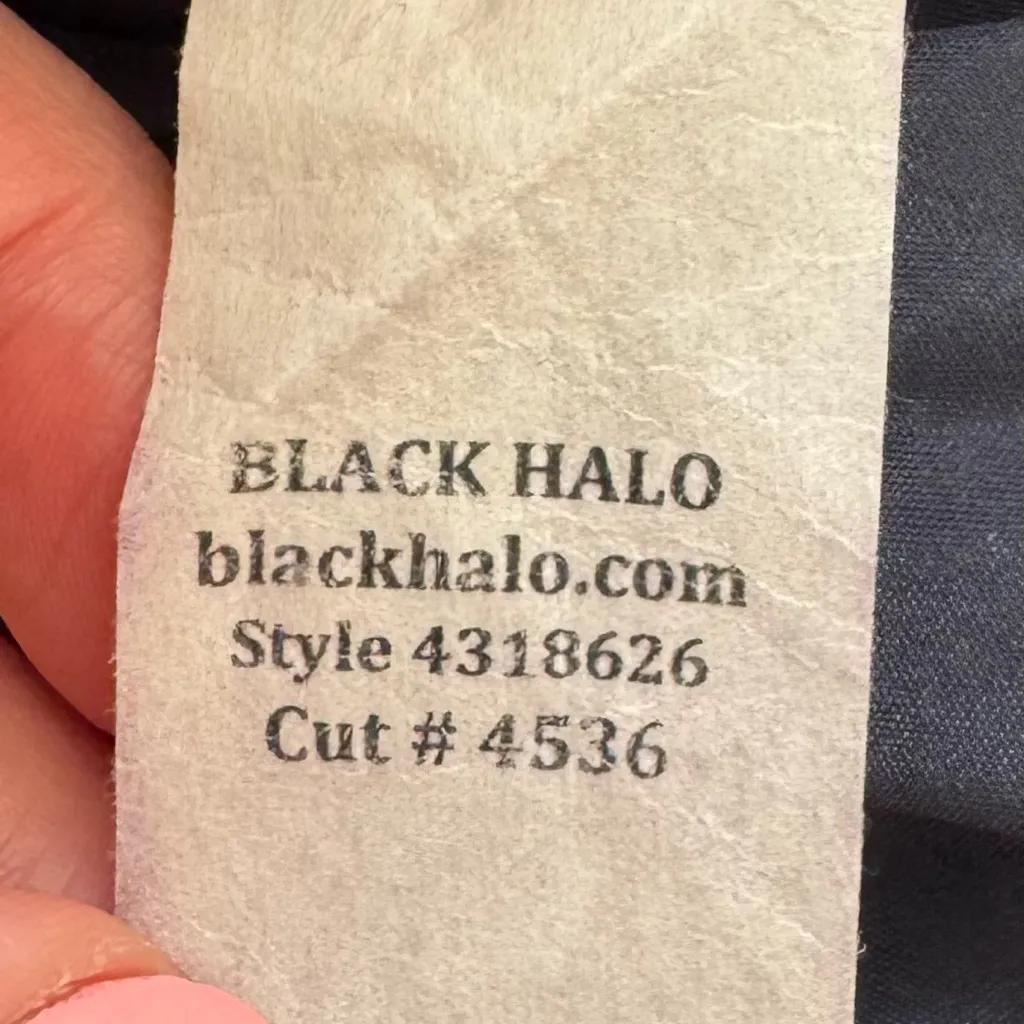 BLACK HALO
blackhalo.com
Style 4318626
Cut # 4536